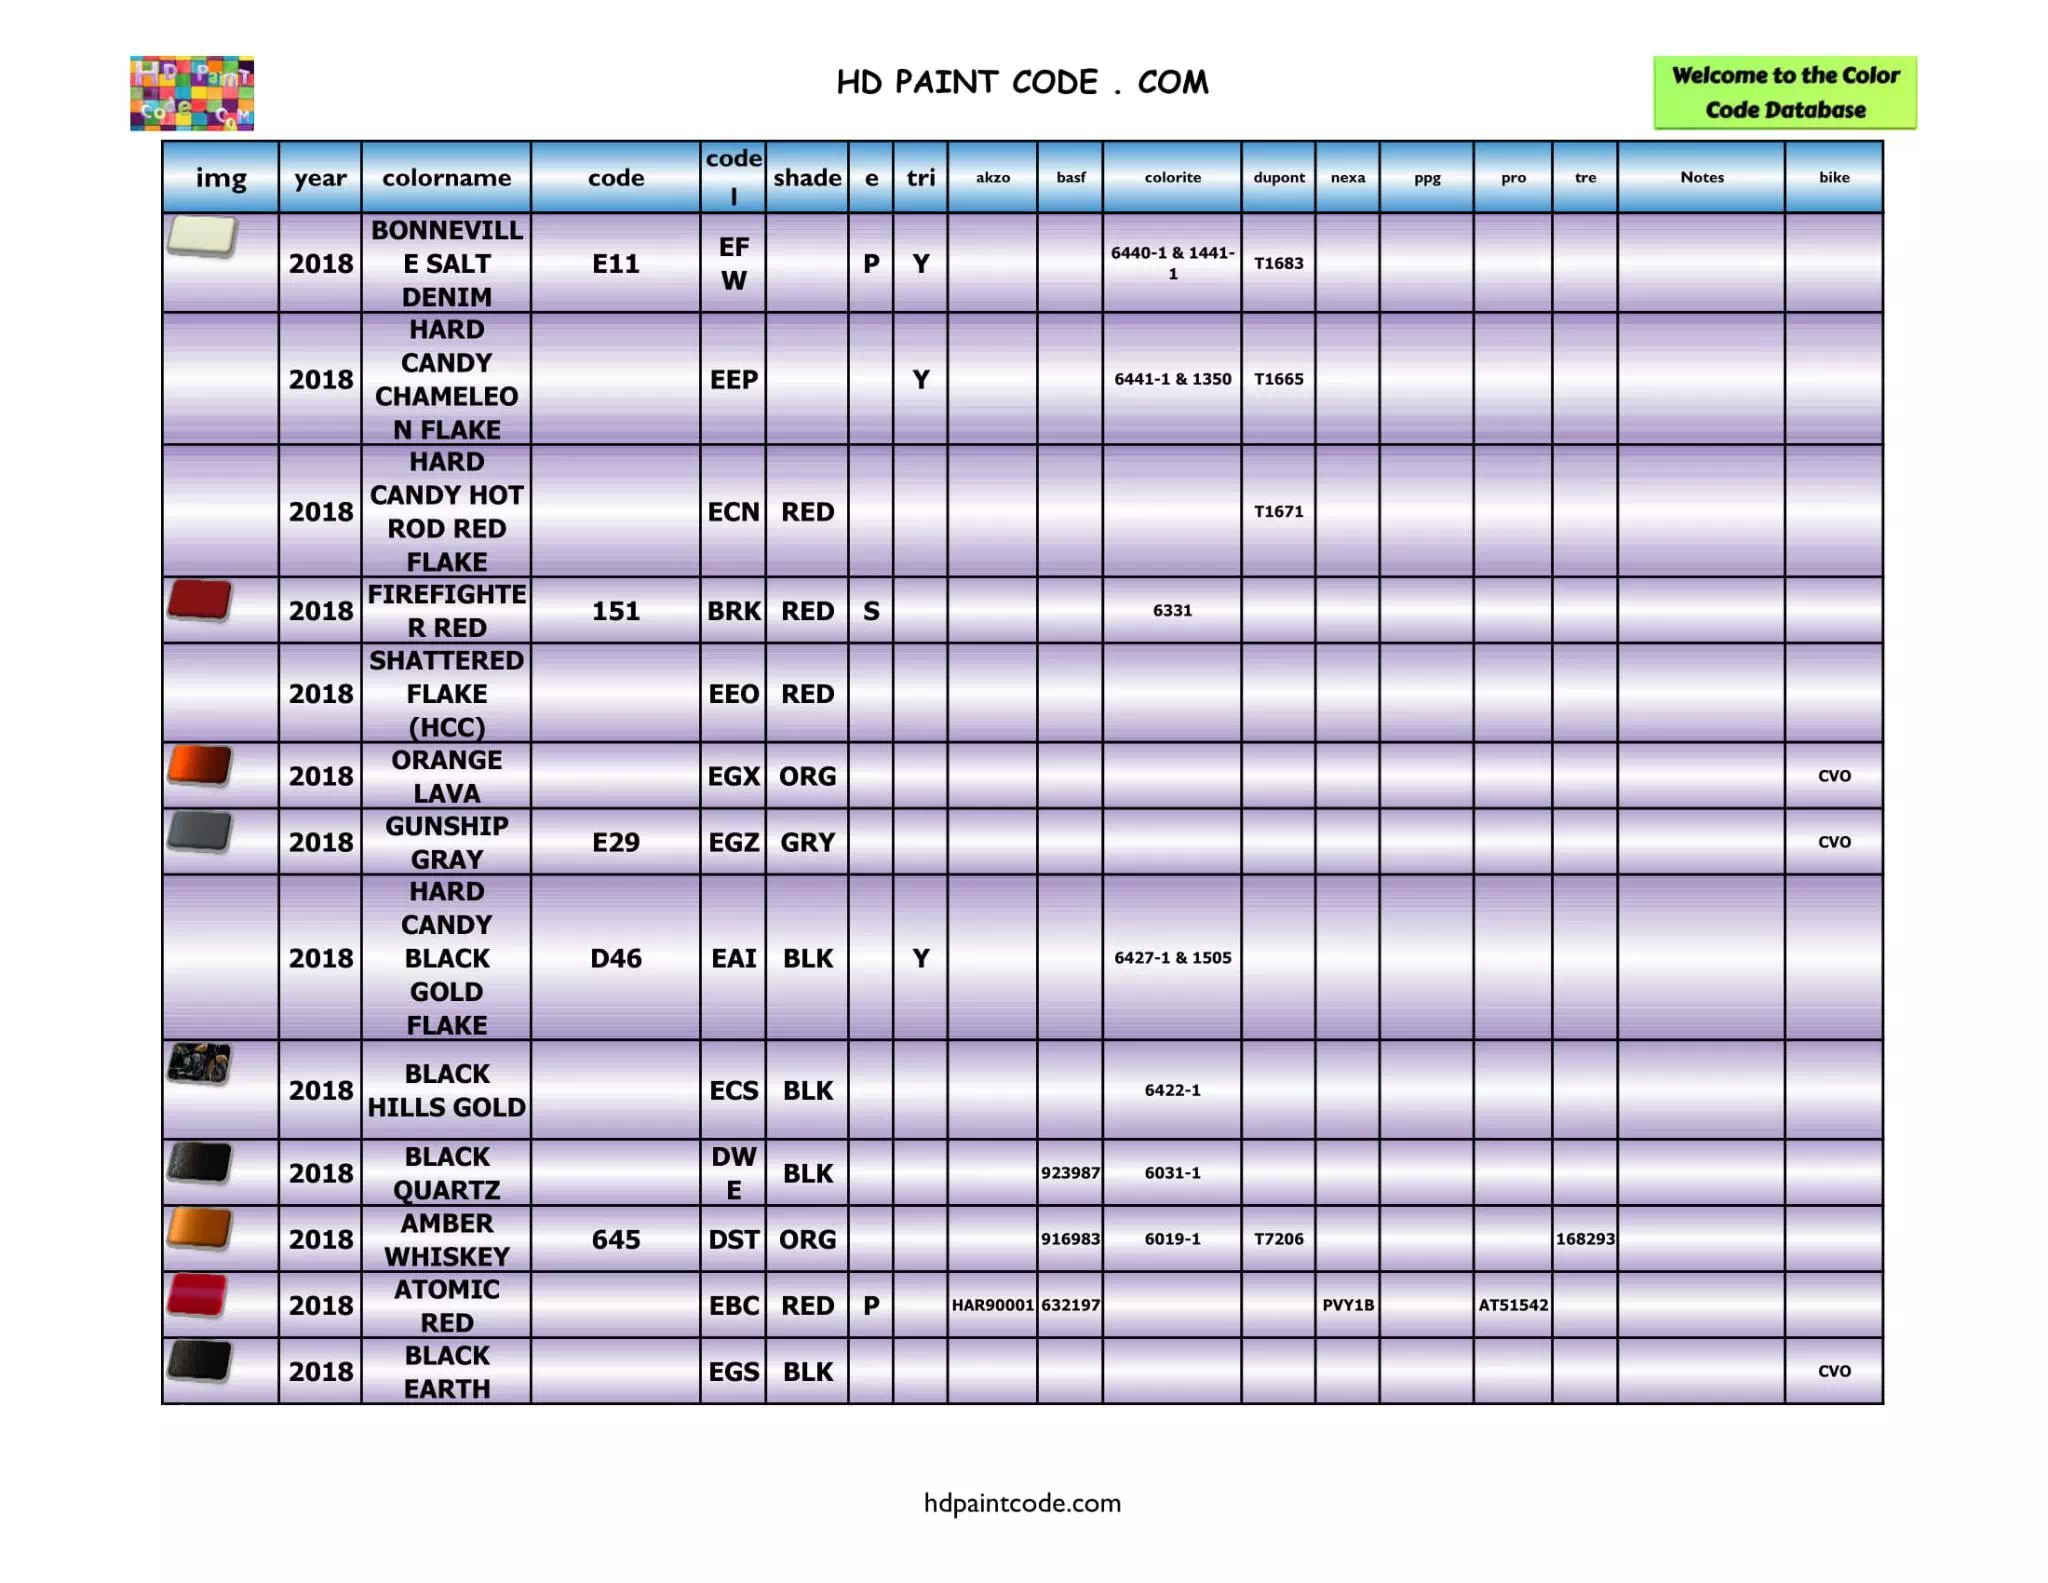 HD PainT
Code
CoM
HD PAINT CODE . COM
Welcome to the Color
Code Database
img year colorname code code shade e tri akzo basf colorite dupont nexa ppg pro tre Notes bike
l
BONNEVILL
E SALT
DENIM
2018 E11 EF
W
P Y 6440-1 & 1441-
1
T1683
HARD
CANDY
CHAMELEO
N FLAKE
2018 EEP Y 6441-1 & 1350 T1665
HARD
CANDY HOT
ROD RED
FLAKE
2018 ECN RED T1671
FIREFIGHTE
R RED
2018 151 BRK RED S 6331
SHATTERED
FLAKE
(HCC)
2018 EEO RED
ORANGE
LAVA
2018 EGX ORG CVO
GUNSHIP
GRAY
2018 E29 EGZ GRY CVO
HARD
CANDY
BLACK
GOLD
FLAKE
2018 D46 EAI BLK Y 6427-1 & 1505
BLACK
HILLS GOLD
2018 ECS BLK 6422-1
BLACK
QUARTZ
2018 DW
E
BLK 923987 6031-1
AMBER
WHISKEY
2018 645 DST ORG 916983 6019-1 T7206 168293
ATOMIC
RED
2018 EBC RED P HAR90001 632197 PVY1B AT51542
BLACK
EARTH
2018 EGS BLK CVO
hdpaintcode.com